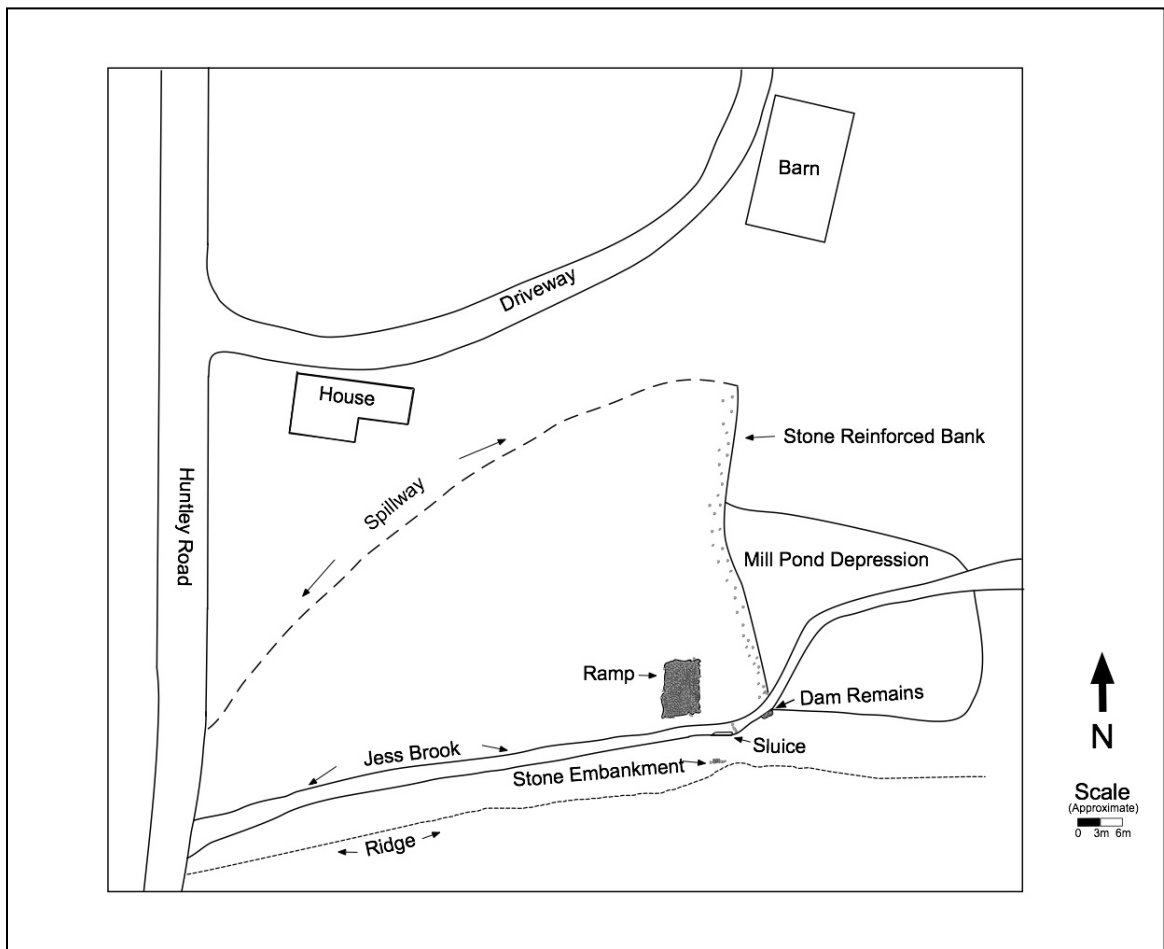 Barn
Driveway
House
Stone Reinforced Bank
Spillway
Huntley Road
Mill Pond Depression
Ramp
Dam Remains
Sluice
Jess Brook
Stone Embankment
Ridge
N
Scale
(Approximate)
0 3m 6m